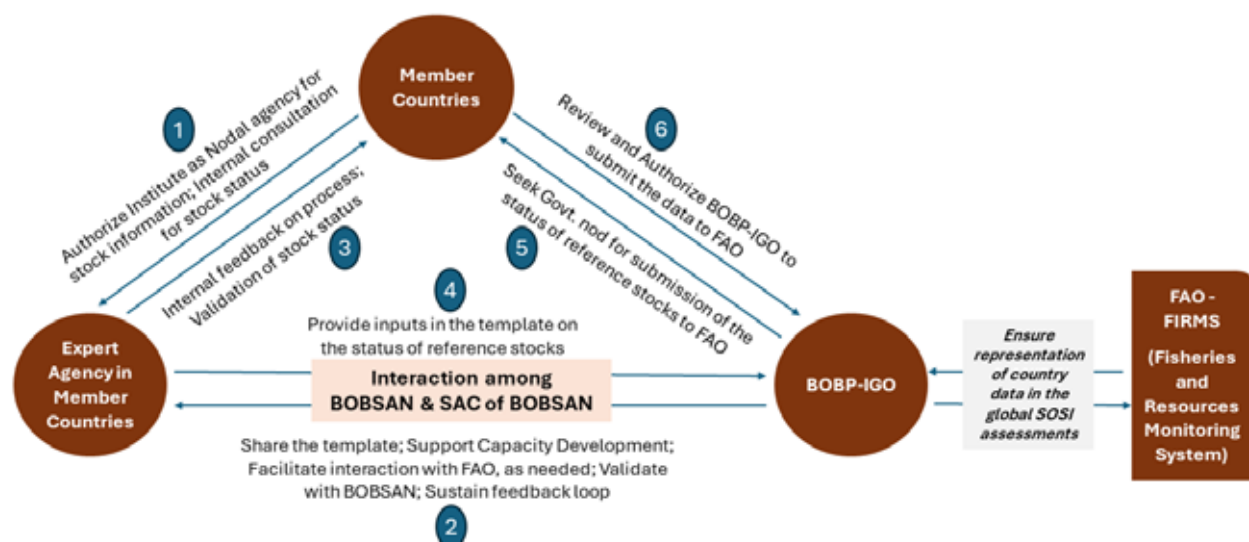 Member
Countries
1
Authorize Institute as Nodal agency for
stock information; Internal consultation
for stock status
Internal feedback on process;
Validation of stock status
3
6
Review and Authorize BOBP-IGO to
submit the data to FAO
Seek Govt. nod for submission of the
status of reference stocks to FAO
5
4
Provide inputs in the template on
the status of reference stocks
Interaction among
BOBSAN & SAC of BOBSAN
Share the template; Support Capacity Development;
Facilitate interaction with FAO, as needed; Validate
with BOBSAN; Sustain feedback loop
2
Expert
Agency in
Member
Countries
BOBP-IGO
Ensure
representation
of country
data in the
global SOSI
assessments
FAO -
FIRMS
(Fisheries
and
Resources
Monitoring
System)